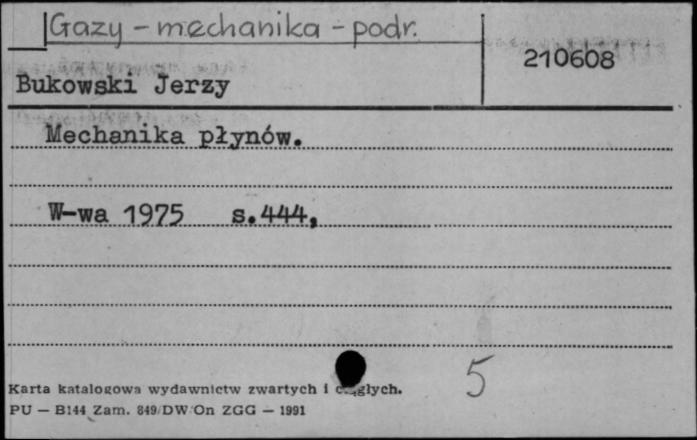 Gazy - mechanika - podr.
210608
Bukowski Jerzy
Mechanika płynów.
W-wa 1975 s.444,
5
Karta katalogowa wydawnictw zwartych i ciągłych.
PU — B144 Zam. 849/DW/On ZGG — 1991